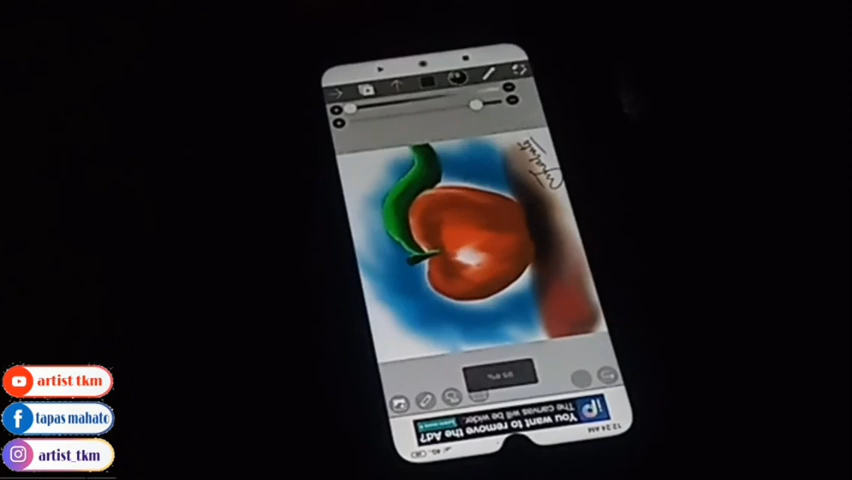 You want to remove the Ad?
The canvas will be wider.
12:24 AM
4G
artist tkm
tapas mahato
artist_tkm